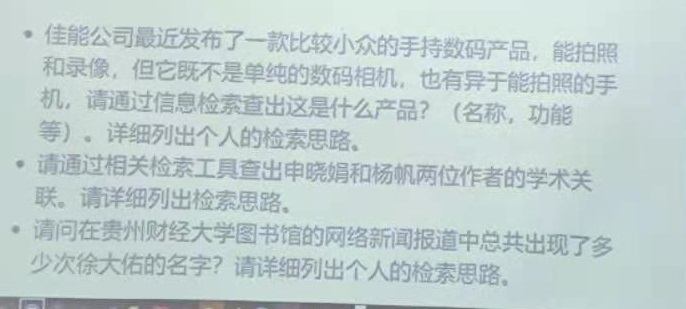 • 佳能公司最近发布了一款比较小众的手持数码产品，能拍照
和录像，但它既不是单纯的数码相机，也有异于能拍照的手
机，请通过信息检索查出这是什么产品？（名称，功能
等）。详细列出个人的检索思路。
• 请通过相关检索工具查出申晓娟和杨帆两位作者的学术关
联。请详细列出检索思路。
• 请问在贵州财经大学图书馆的网络新闻报道中总共出现了多
少次徐大佑的名字？请详细列出个人的检索思路。